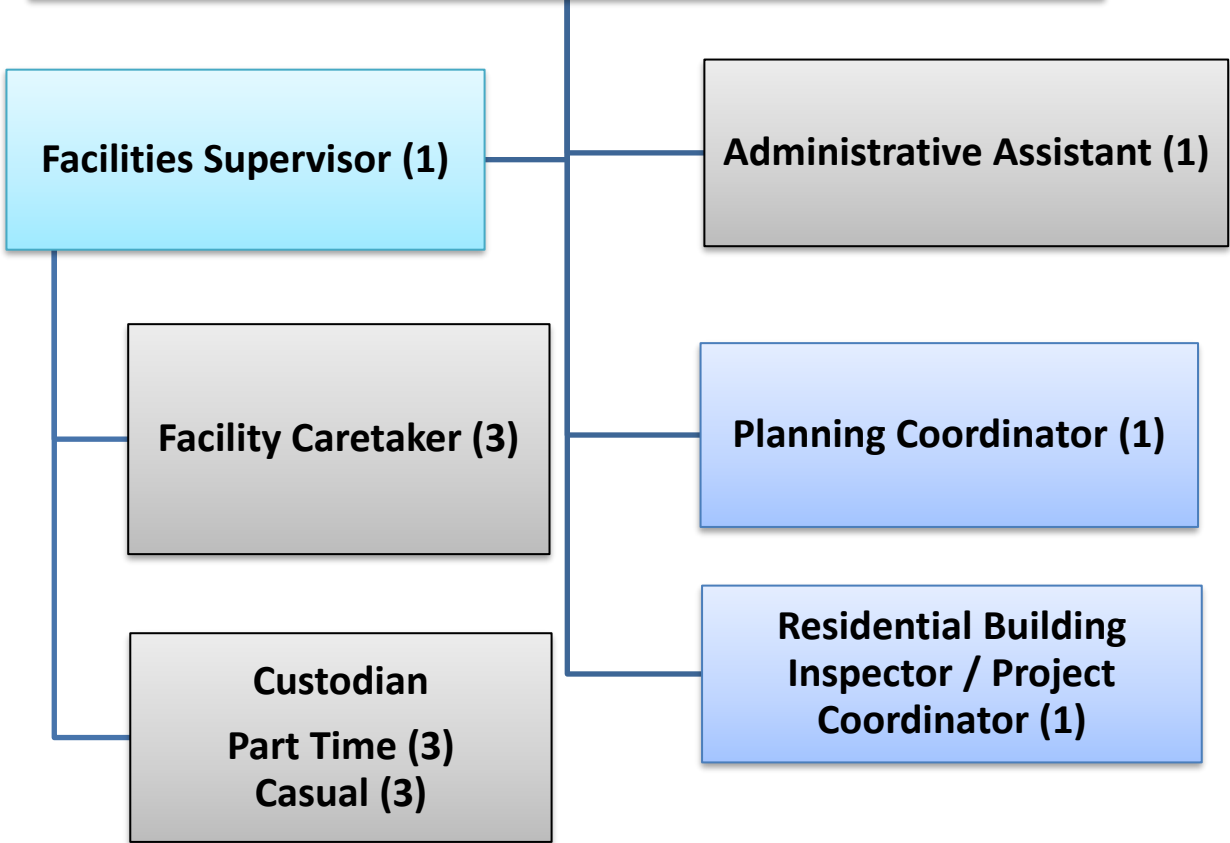 Facilities Supervisor (1)
Administrative Assistant (1)
Facility Caretaker (3)
Planning Coordinator (1)
Custodian
Part Time (3)
Casual (3)
Residential Building
Inspector / Project
Coordinator (1)